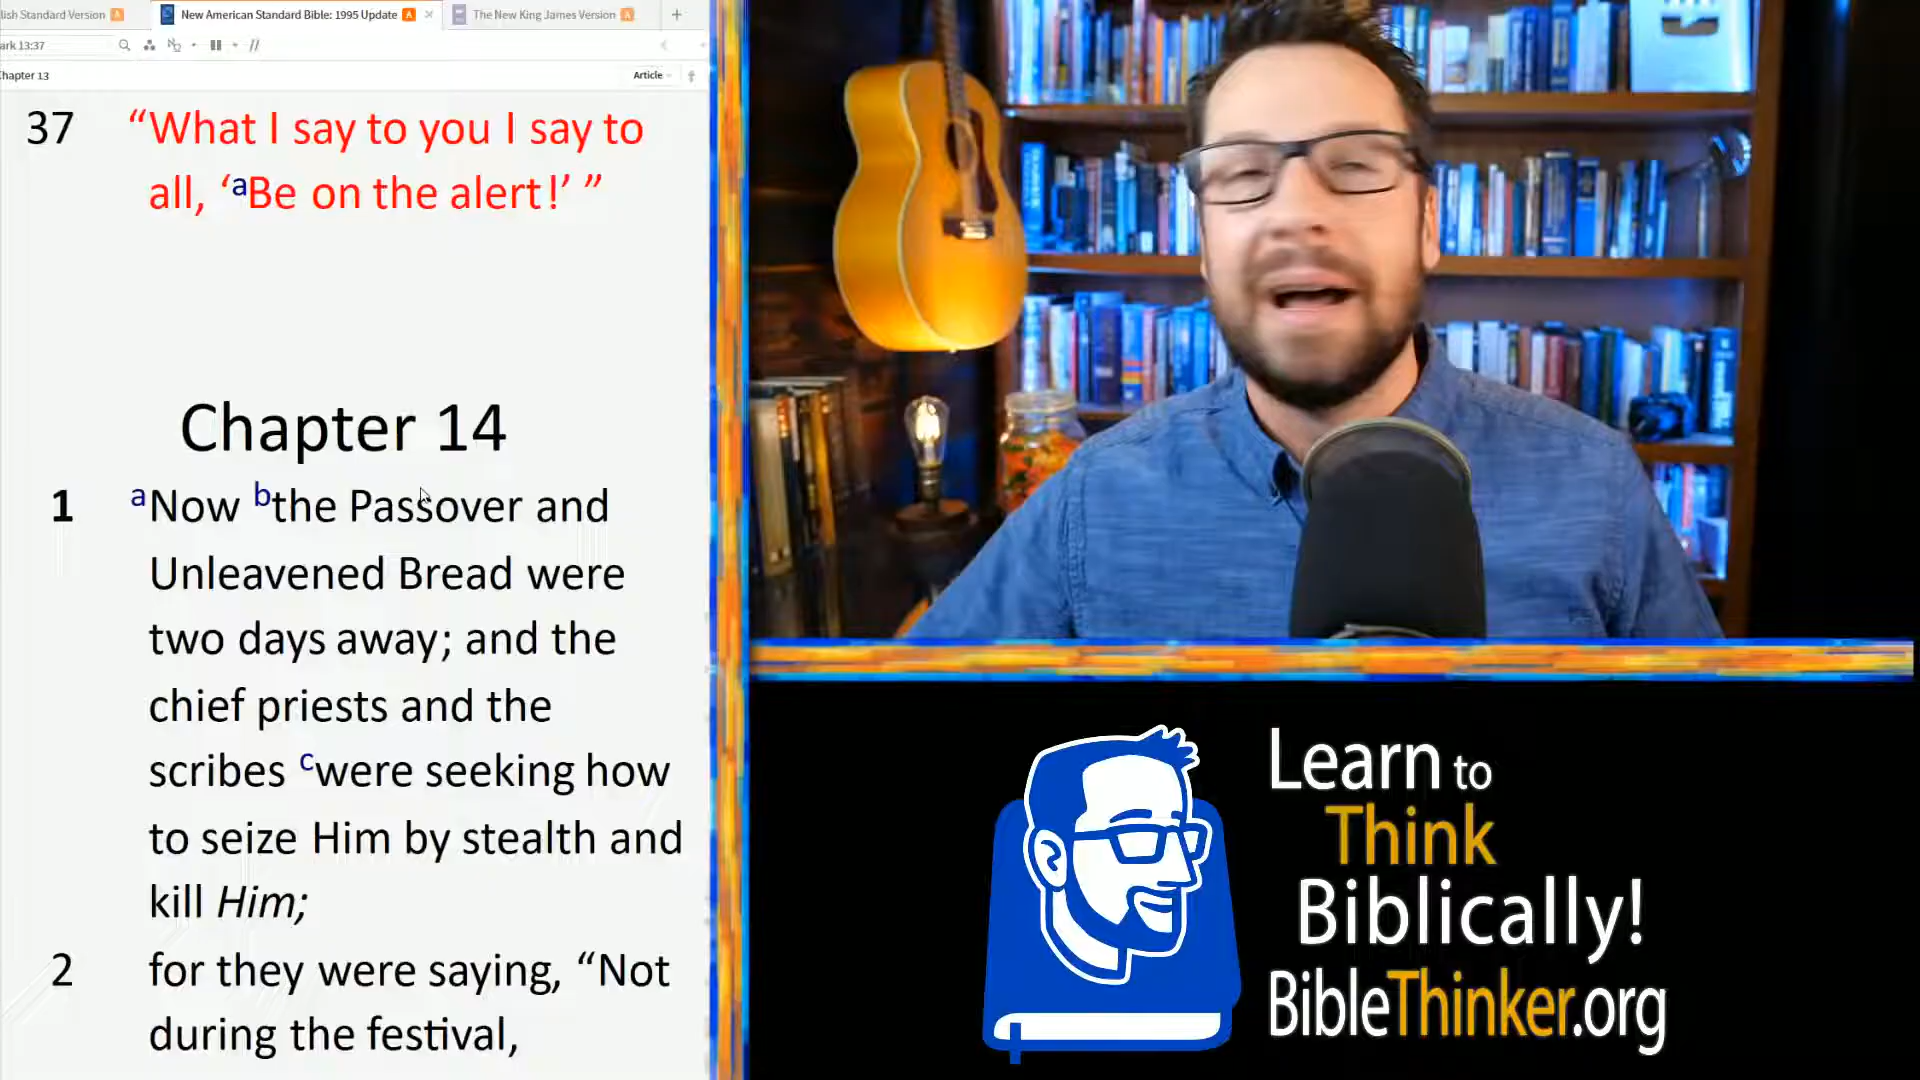 lish Standard Version A
New American Standard Bible: 1995 Update A
The New King James Version A
ark 13:37
hapter 13
Article
37 “What I say to you I say to
all, ‘aBe on the alert!’ ”
Chapter 14
1 aNow bthe Passover and
Unleavened Bread were
two days away; and the
chief priests and the
scribes cwere seeking how
to seize Him by stealth and
kill Him;
2 for they were saying, “Not
during the festival,
Learn to
Think
Biblically!
BibleThinker.org